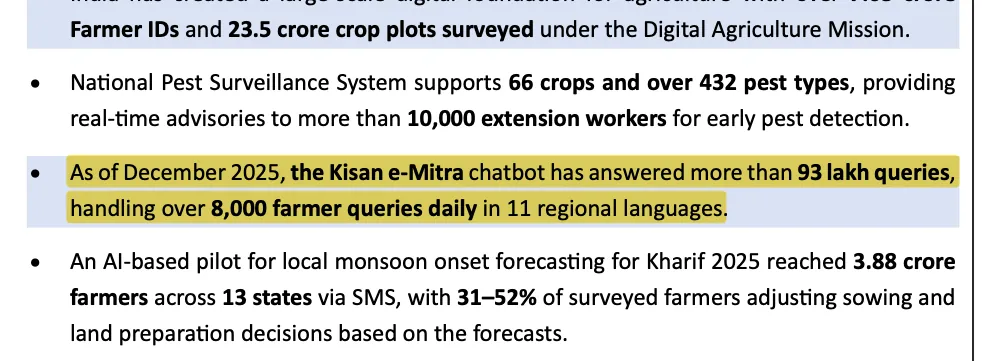 Farmer IDs and 23.5 crore crop plots surveyed under the Digital Agriculture Mission.
• National Pest Surveillance System supports 66 crops and over 432 pest types, providing
real-time advisories to more than 10,000 extension workers for early pest detection.
• As of December 2025, the Kisan e-Mitra chatbot has answered more than 93 lakh queries,
handling over 8,000 farmer queries daily in 11 regional languages.
• An AI-based pilot for local monsoon onset forecasting for Kharif 2025 reached 3.88 crore
farmers across 13 states via SMS, with 31–52% of surveyed farmers adjusting sowing and
land preparation decisions based on the forecasts.